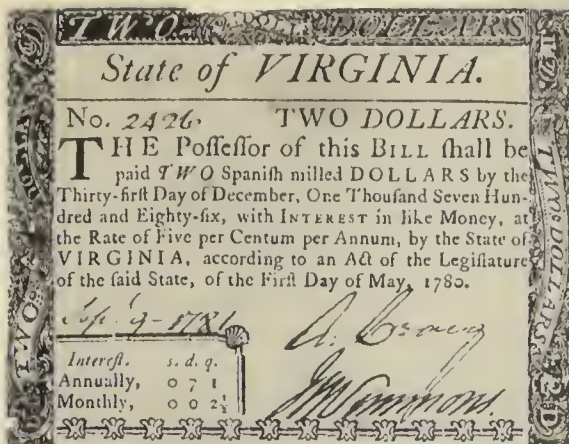 TWO DOLLARS
State of VIRGINIA.
No. 2426. TWO DOLLARS.
THE Poſſeſſor of this BILL ſhall be
paid TWO Spaniſh milled DOLLARS by the
Thirty-firſt Day of December, One Thouſand Seven Hun-
dred and Eighty-ſix, with INTEREST in like Money, at
the Rate of Five per Centum per Annum, by the State of
VIRGINIA, according to an Act of the Legiſlature
of the ſaid State, of the Firſt Day of May, 1780.
9 - 1781
Intereſt. s. d. q.
Annually, 0 7 1
Monthly, 0 0 2½
TWO
TWO DOLLARS